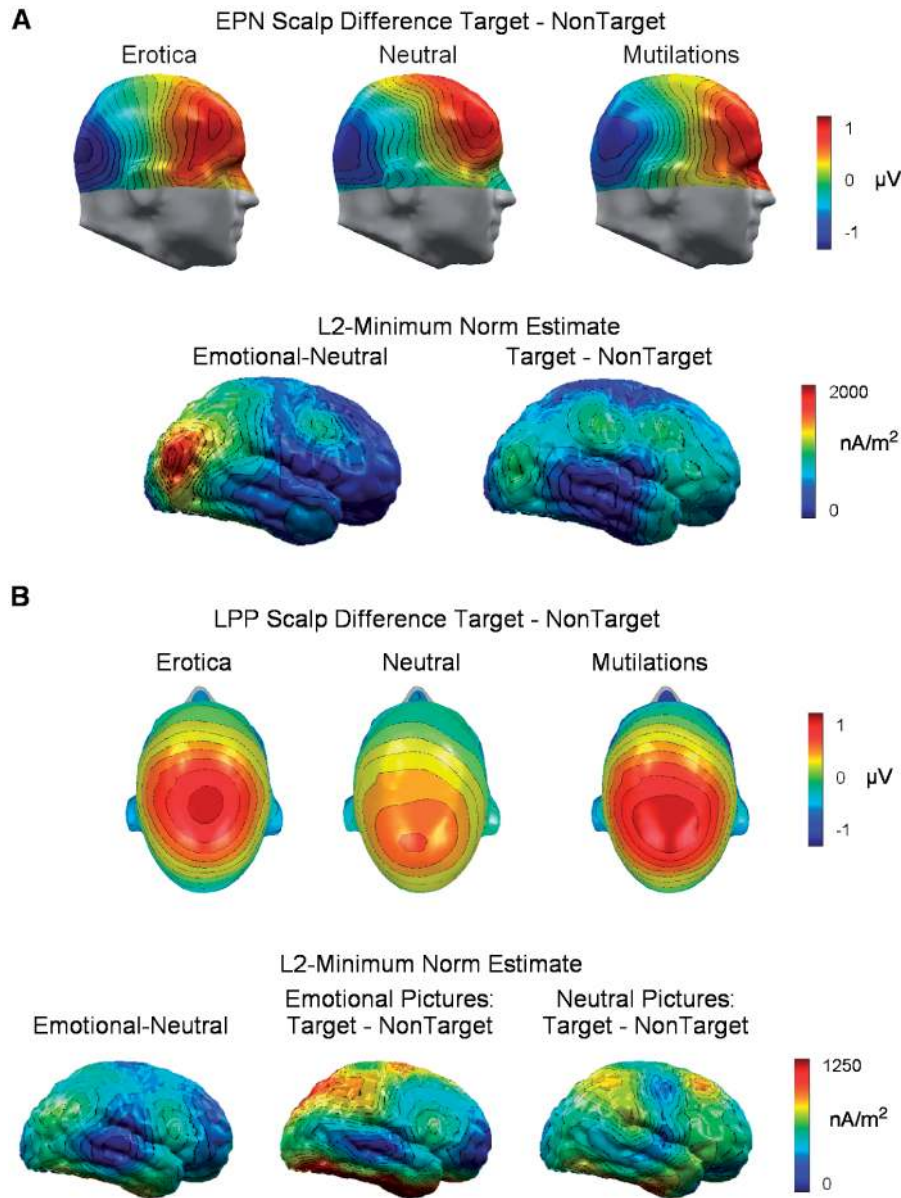 A
EPN Scalp Difference Target - NonTarget
Erotica Neutral Mutilations
1
0 µV
-1
L2-Minimum Norm Estimate
Emotional-Neutral Target - NonTarget
2000
nA/m²
0
B
LPP Scalp Difference Target - NonTarget
Erotica Neutral Mutilations
1
0 µV
-1
L2-Minimum Norm Estimate
Emotional-Neutral Emotional Pictures: Neutral Pictures:
Target - NonTarget Target - NonTarget
1250
nA/m²
0